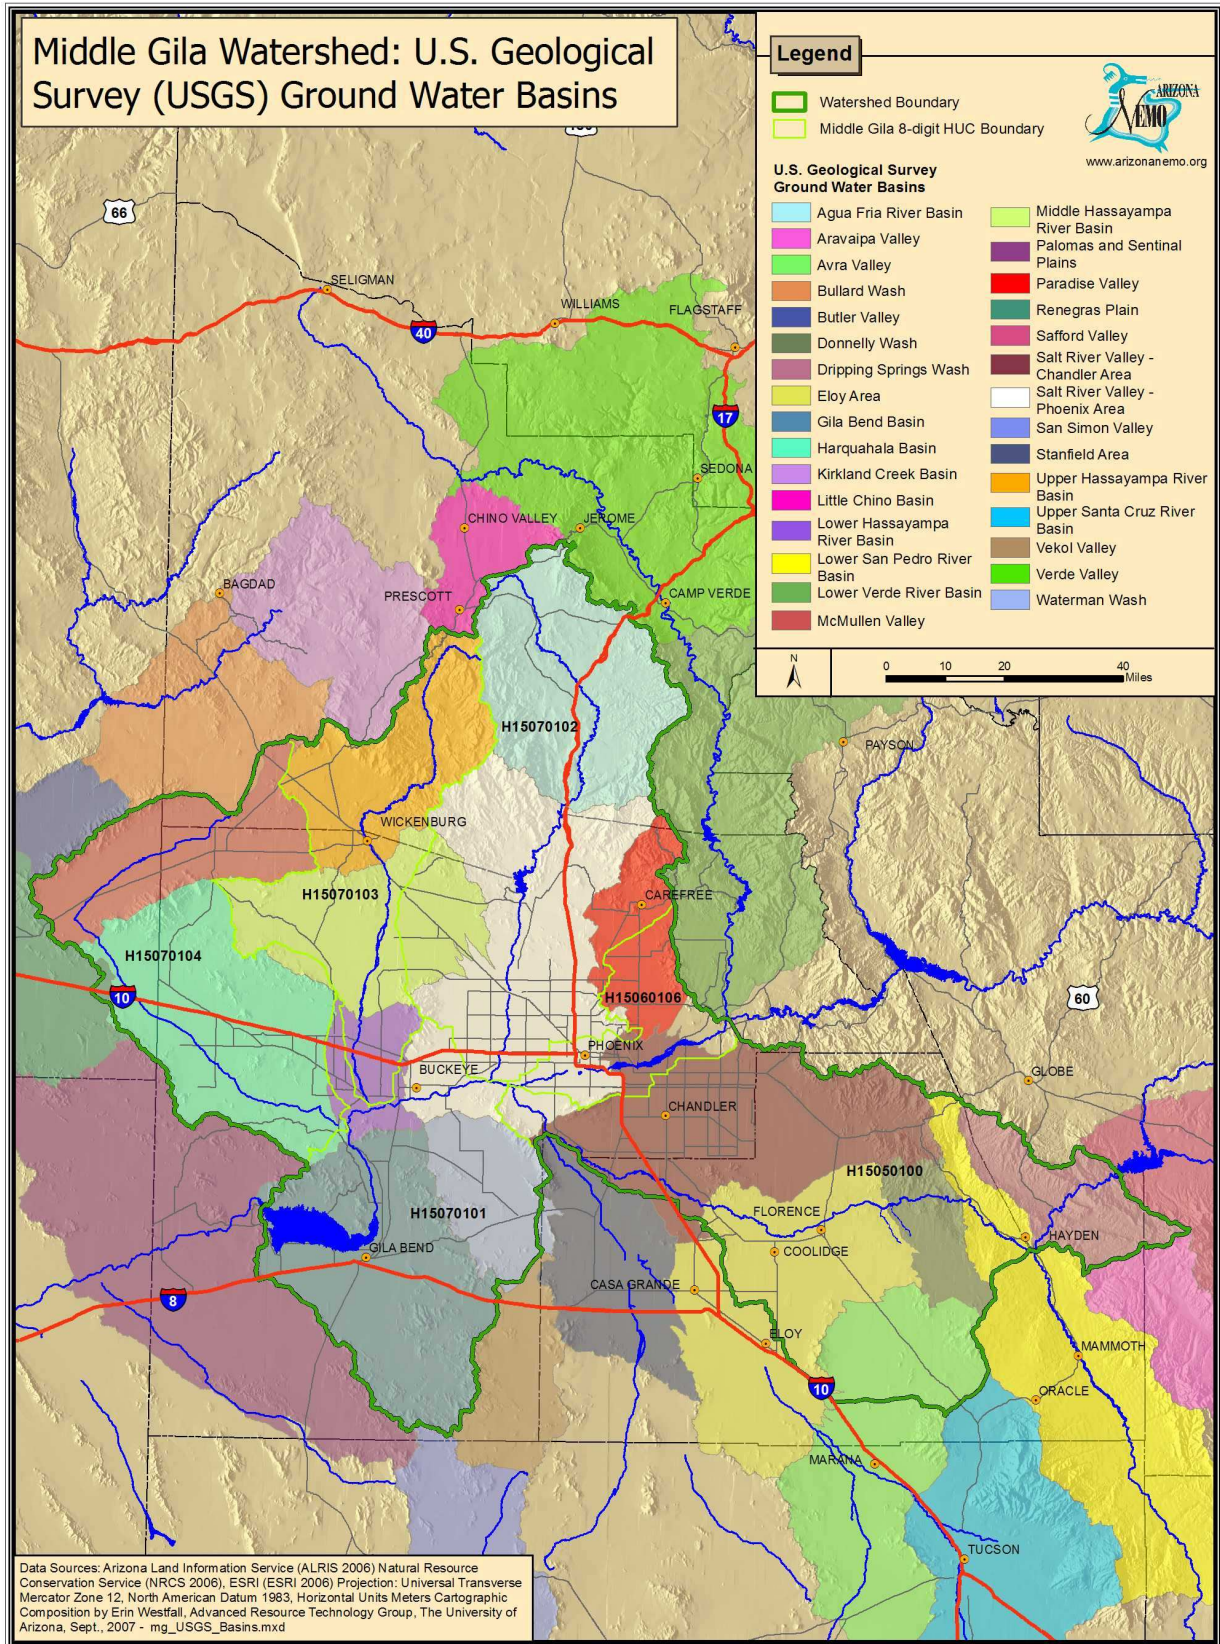 Middle Gila Watershed: U.S. Geological
Survey (USGS) Ground Water Basins
Legend
Watershed Boundary
Middle Gila 8-digit HUC Boundary
ARIZONA
NEMO
www.arizonanemo.org
U.S. Geological Survey
Ground Water Basins
Agua Fria River Basin
Aravaipa Valley
Avra Valley
Bullard Wash
Butler Valley
Donnelly Wash
Dripping Springs Wash
Eloy Area
Gila Bend Basin
Harquahala Basin
Kirkland Creek Basin
Little Chino Basin
Lower Hassayampa
River Basin
Lower San Pedro River
Basin
Lower Verde River Basin
McMullen Valley
Middle Hassayampa
River Basin
Palomas and Sentinal
Plains
Paradise Valley
Renegras Plain
Safford Valley
Salt River Valley -
Chandler Area
Salt River Valley -
Phoenix Area
San Simon Valley
Stanfield Area
Upper Hassayampa River
Basin
Upper Santa Cruz River
Basin
Vekol Valley
Verde Valley
Waterman Wash
N
0 10 20 40
Miles
66
SELIGMAN
WILLIAMS
FLAGSTAFF
40
17
SEDONA
CHINO VALLEY
JEROME
BAGDAD
PRESCOTT
CAMP VERDE
H15070102
PAYSON
WICKENBURG
H15070103
CAREFREE
H15070104
10
H15060106
60
PHOENIX
BUCKEYE
GLOBE
CHANDLER
H15050100
H15070101
FLORENCE
HAYDEN
GILA BEND
COOLIDGE
CASA GRANDE
8
ELOY
MAMMOTH
10
ORACLE
MARANA
TUCSON
Data Sources: Arizona Land Information Service (ALRIS 2006) Natural Resource
Conservation Service (NRCS 2006), ESRI (ESRI 2006) Projection: Universal Transverse
Mercator Zone 12, North American Datum 1983, Horizontal Units Meters Cartographic
Composition by Erin Westfall, Advanced Resource Technology Group, The University of
Arizona, Sept., 2007 - mg_USGS_Basins.mxd